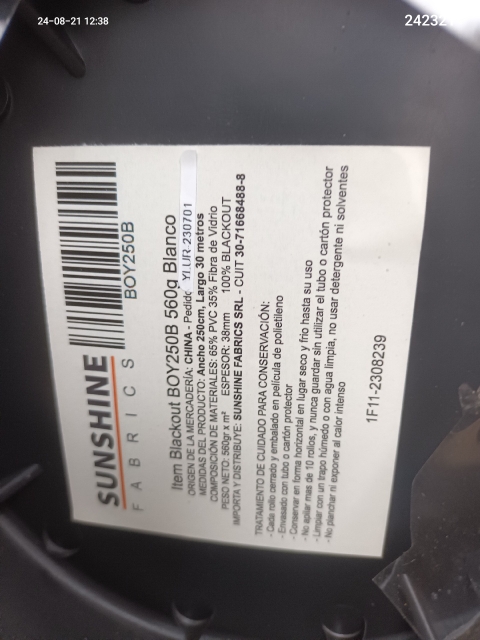 24-08-21 12:38
SUNSHINE
FABRICS
BOY250B
Item Blackout BOY250B 560g Blanco
ORIGEN DE LA MERCADERÍA: CHINA - Pedido YLUR-230701
MEDIDAS DEL PRODUCTO: Ancho 250cm, Largo 30 metros
COMPOSICIÓN DE MATERIALES: 65% PVC 35% Fibra de Vidrio
PESO NETO: 560gr x m² ESPESOR: 38mm 100% BLACKOUT
IMPORTA Y DISTRIBUYE: SUNSHINE FABRICS SRL - CUIT 30-71668488-8
TRATAMIENTO DE CUIDADO PARA CONSERVACIÓN:
- Cada rollo cerrado y embalado en película de polietileno
- Envasado con tubo o cartón protector
- Conservar en forma horizontal en lugar seco y frío hasta su uso
- No apilar mas de 10 rollos, y nunca guardar sin utilizar el tubo o cartón protector
- Limpiar con un trapo húmedo o con agua limpia, no usar detergente ni solventes
- No planchar ni exponer al calor intenso
1F11-2308239